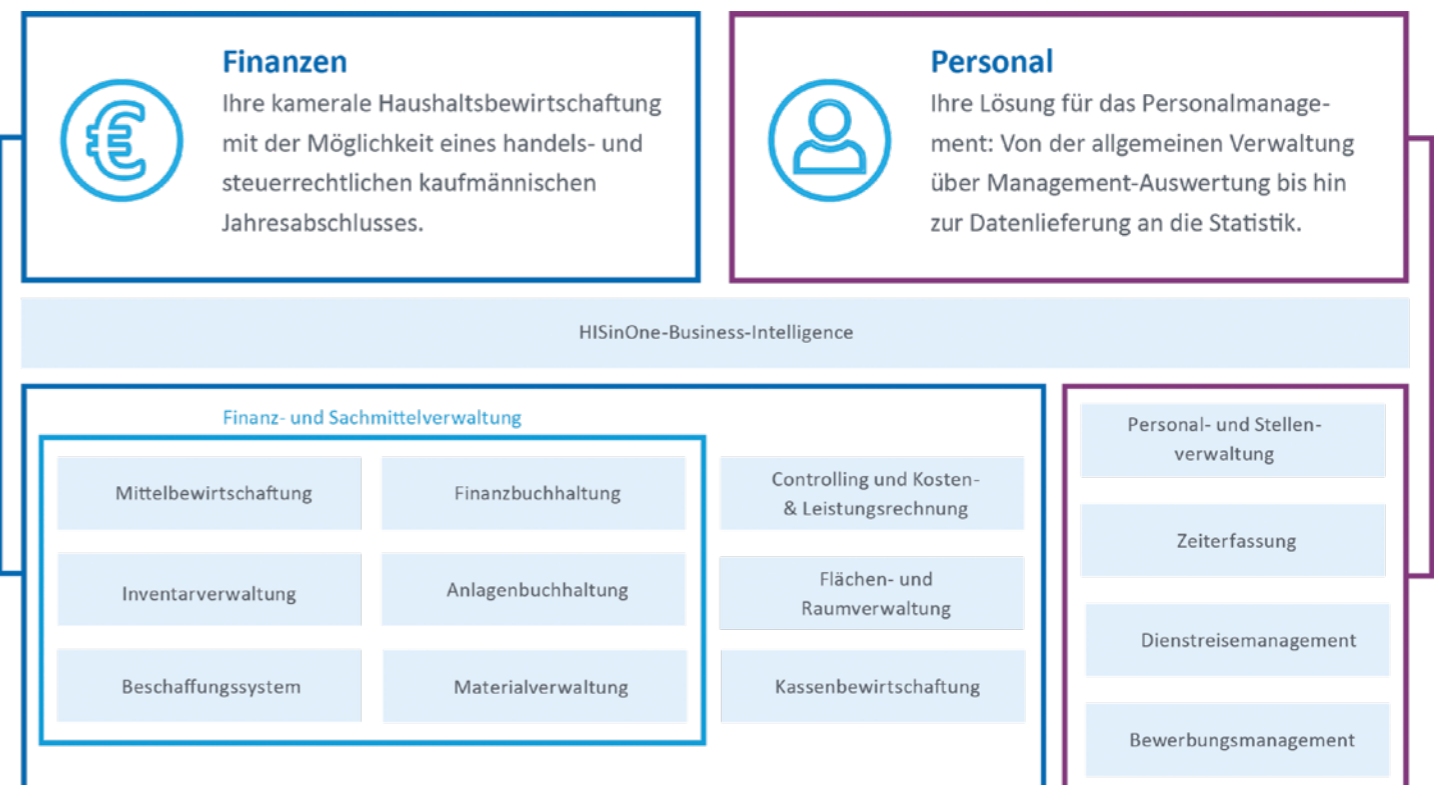 Finanzen
Ihre kamerale Haushaltsbewirtschaftung
mit der Möglichkeit eines handels- und
steuerrechtlichen kaufmännischen
Jahresabschlusses.
Personal
Ihre Lösung für das Personalmanage-
ment: Von der allgemeinen Verwaltung
über Management-Auswertung bis hin
zur Datenlieferung an die Statistik.
HISinOne-Business-Intelligence
Finanz- und Sachmittelverwaltung
Mittelbewirtschaftung
Finanzbuchhaltung
Inventarverwaltung
Anlagenbuchhaltung
Beschaffungssystem
Materialverwaltung
Controlling und Kosten-
& Leistungsrechnung
Flächen- und
Raumverwaltung
Kassenbewirtschaftung
Personal- und Stellen-
verwaltung
Zeiterfassung
Dienstreisemanagement
Bewerbungsmanagement